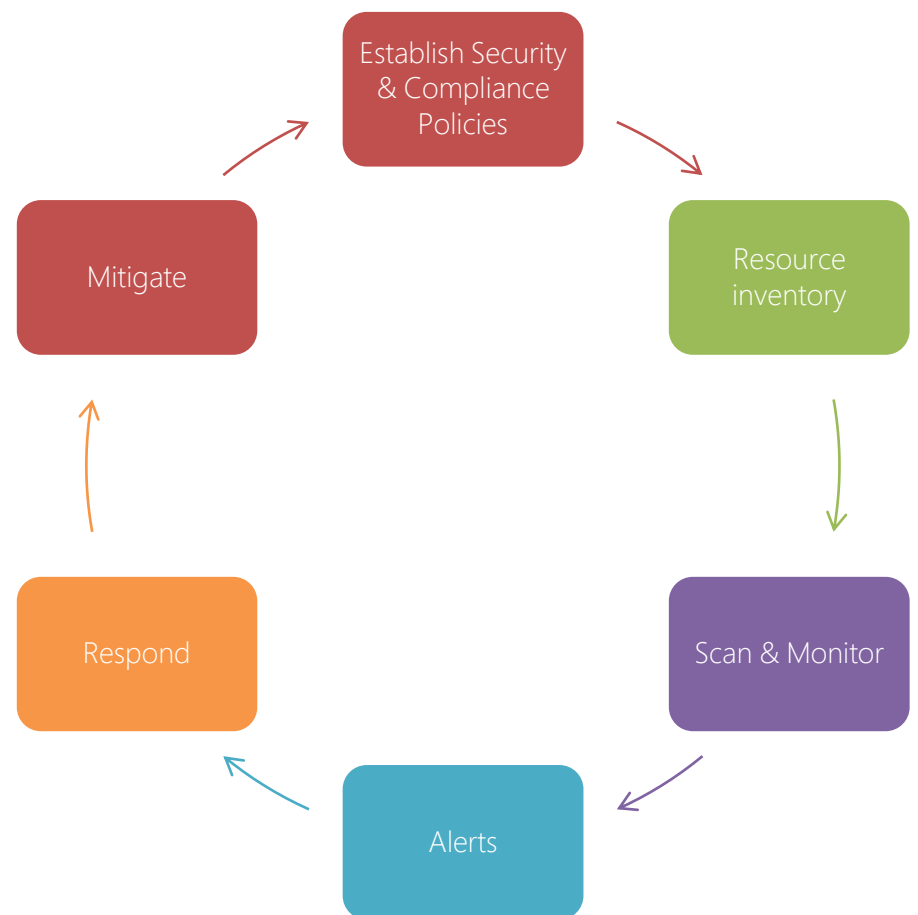 Establish Security
& Compliance
Policies
Resource
inventory
Scan & Monitor
Alerts
Respond
Mitigate